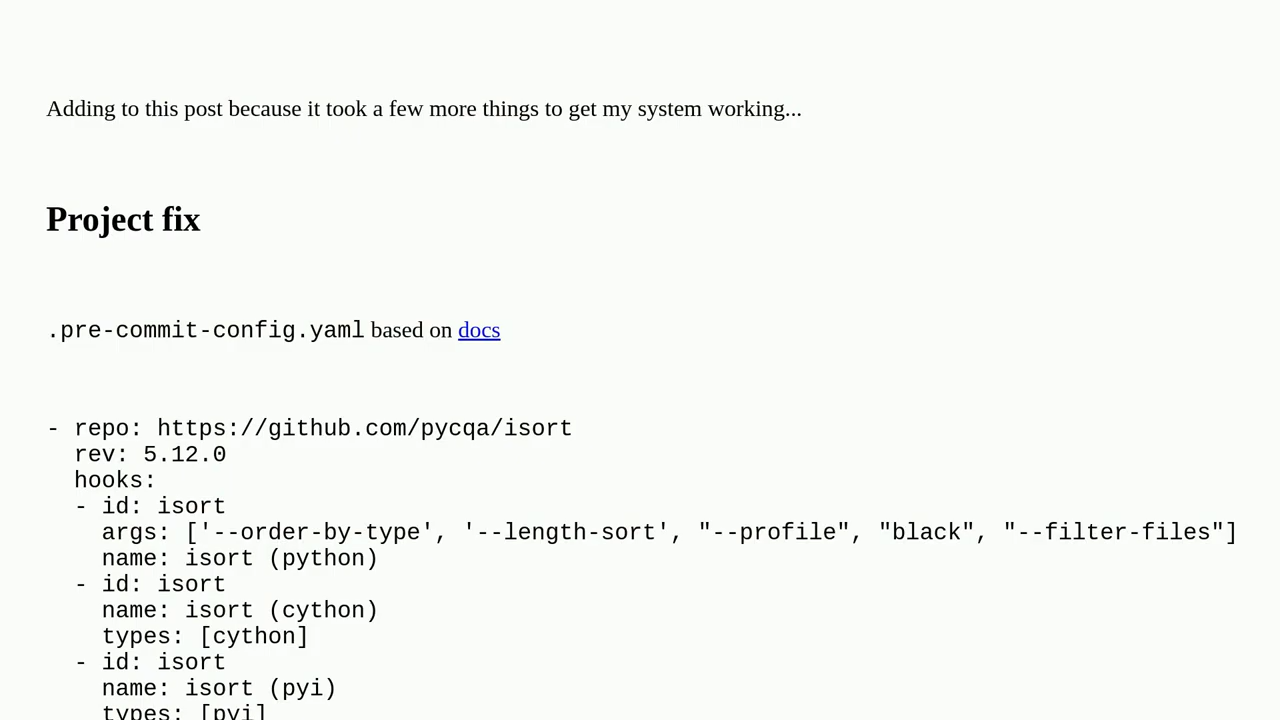 Adding to this post because it took a few more things to get my system working...
Project fix
.pre-commit-config.yaml based on docs
- repo: https://github.com/pycqa/isort
  rev: 5.12.0
  hooks:
  - id: isort
    args: ['--order-by-type', '--length-sort', "--profile", "black", "--filter-files"]
    name: isort (python)
  - id: isort
    name: isort (cython)
    types: [cython]
  - id: isort
    name: isort (pyi)
    types: [pyi]